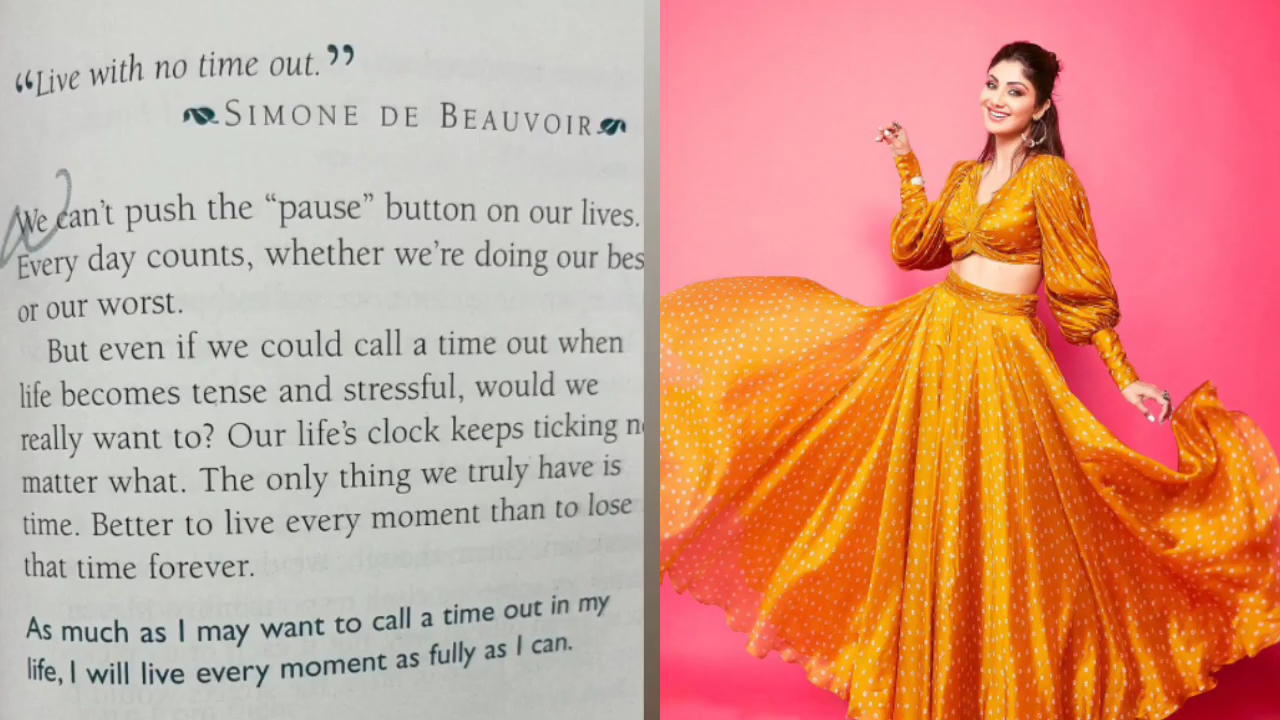 “Live with no time out.”
SIMONE DE BEAUVOIR
We can't push the “pause” button on our lives.
Every day counts, whether we're doing our bes
or our worst.
But even if we could call a time out when
life becomes tense and stressful, would we
really want to? Our life's clock keeps ticking n
matter what. The only thing we truly have is
time. Better to live every moment than to lose
that time forever.
As much as I may want to call a time out in my
life, I will live every moment as fully as I can.